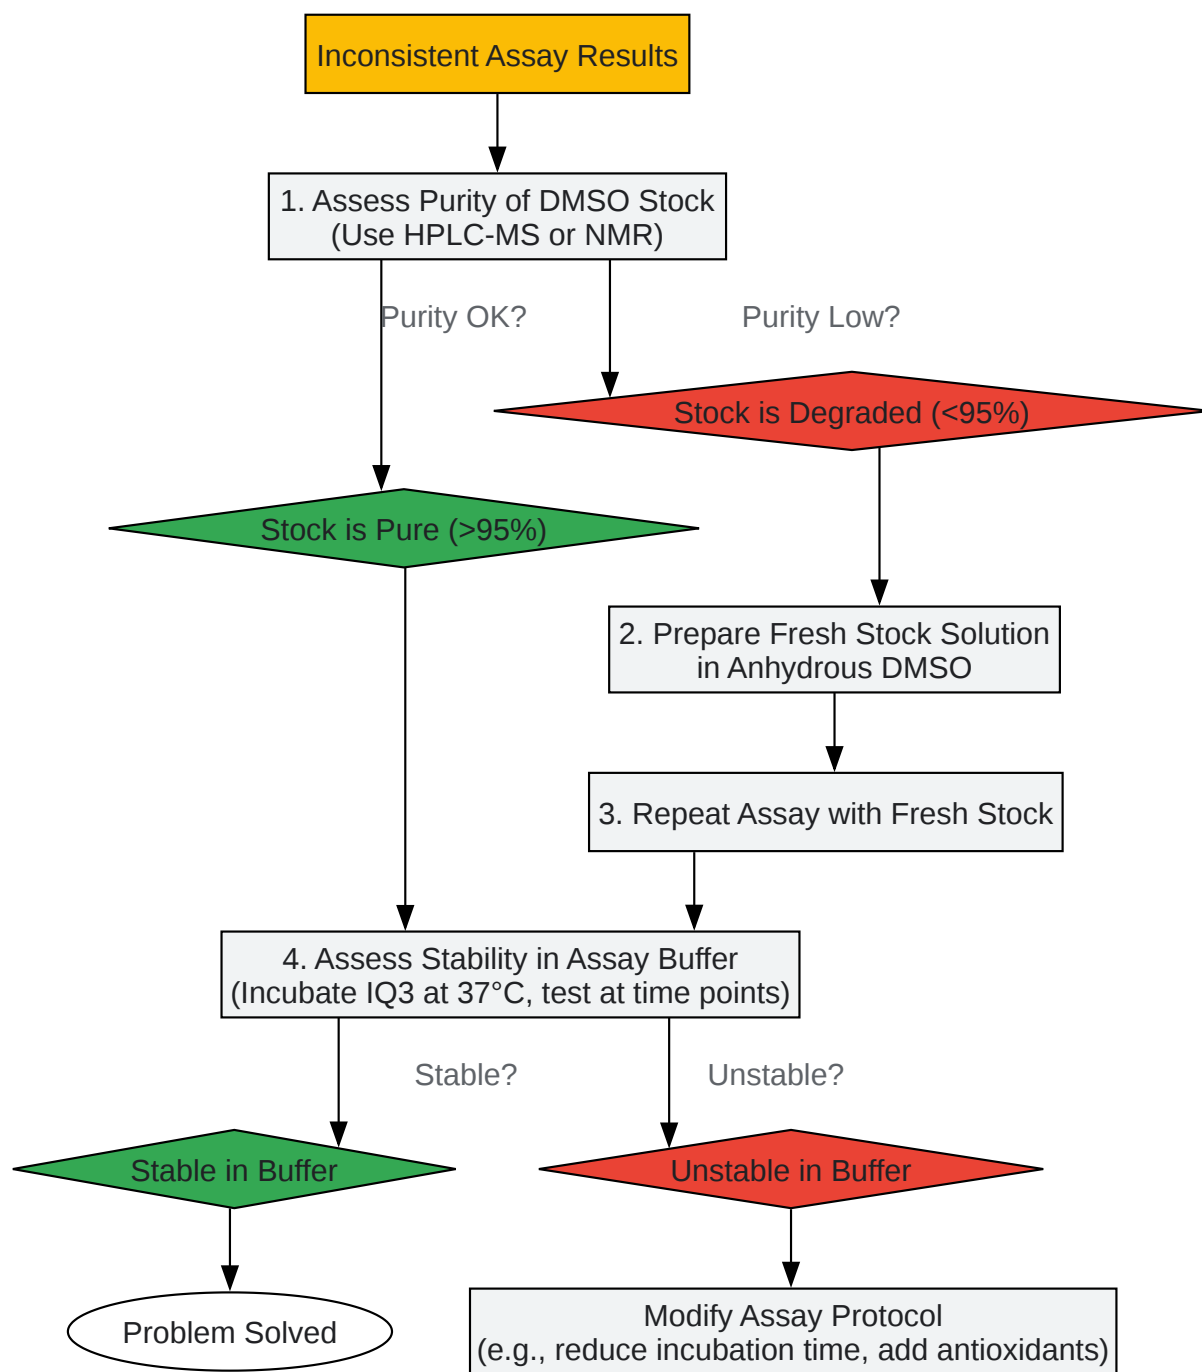 Inconsistent Assay Results
1. Assess Purity of DMSO Stock
(Use HPLC-MS or NMR)
Purity OK?
Purity Low?
Stock is Degraded (<95%)
Stock is Pure (>95%)
2. Prepare Fresh Stock Solution
in Anhydrous DMSO
3. Repeat Assay with Fresh Stock
4. Assess Stability in Assay Buffer
(Incubate IQ3 at 37°C, test at time points)
Stable?
Unstable?
Stable in Buffer
Unstable in Buffer
Problem Solved
Modify Assay Protocol
(e.g., reduce incubation time, add antioxidants)